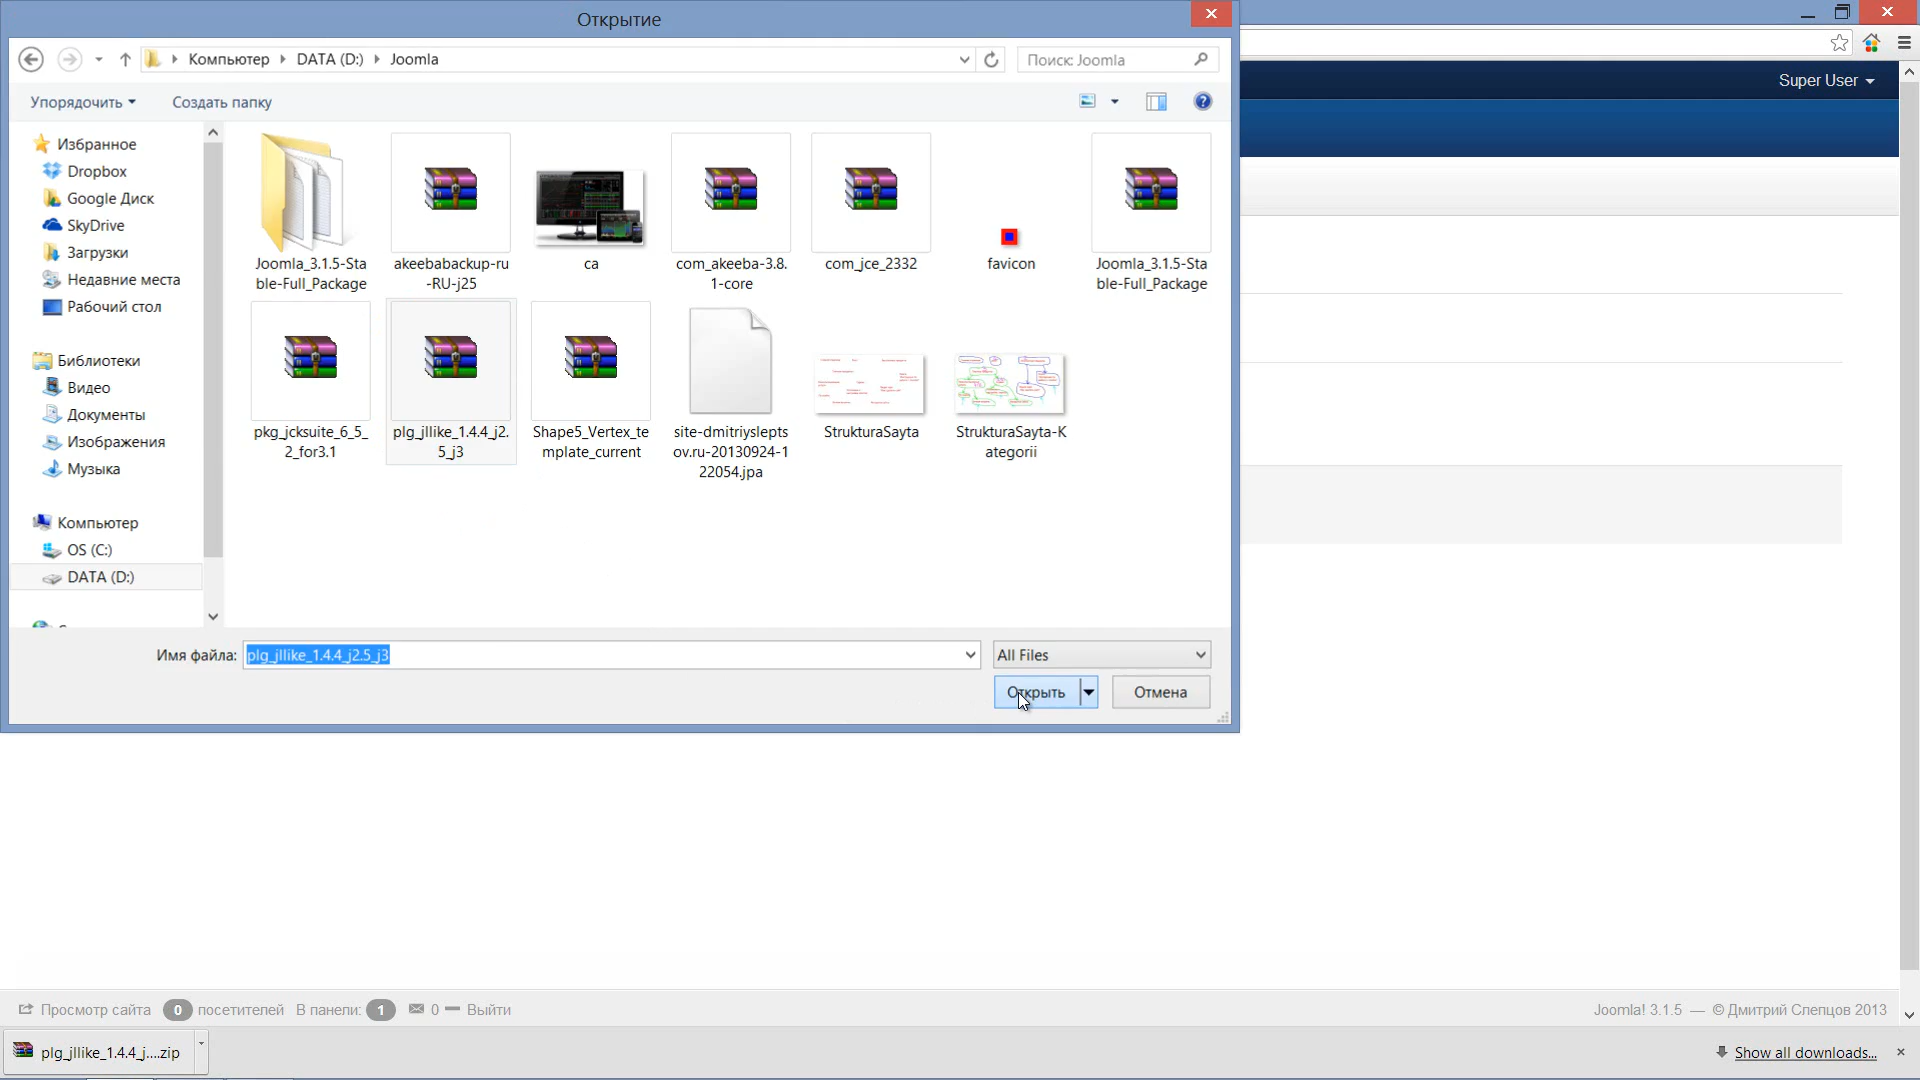 Открытие
Компьютер DATA (D:) Joomla
Поиск: Joomla
Super User
Упорядочить
Создать папку
Избранное
Dropbox
Google Диск
SkyDrive
Загрузки
Недавние места
Рабочий стол
Библиотеки
Видео
Документы
Изображения
Музыка
Компьютер
OS (C:)
DATA (D:)
Joomla_3.1.5-Sta
ble-Full_Package
akeebabackup-ru
-RU-j25
ca
com_akeeba-3.8.
1-core
com_jce_2332
favicon
Joomla_3.1.5-Sta
ble-Full_Package
pkg_jcksuite_6_5_
2_for3.1
plg_jllike_1.4.4_j2.
5_j3
Shape5_Vertex_te
mplate_current
site-dmitriyslepts
ov.ru-20130924-1
22054.jpa
StrukturaSayta
StrukturaSayta-K
ategorii
Имя файла:
plg_jllike_1.4.4_j2.5_j3
All Files
Открыть
Отмена
Просмотр сайта 0 посетителей В панели: 1 0 Выйти
Joomla! 3.1.5 — © Дмитрий Слепцов 2013
plg_jllike_1.4.4_j....zip
Show all downloads...